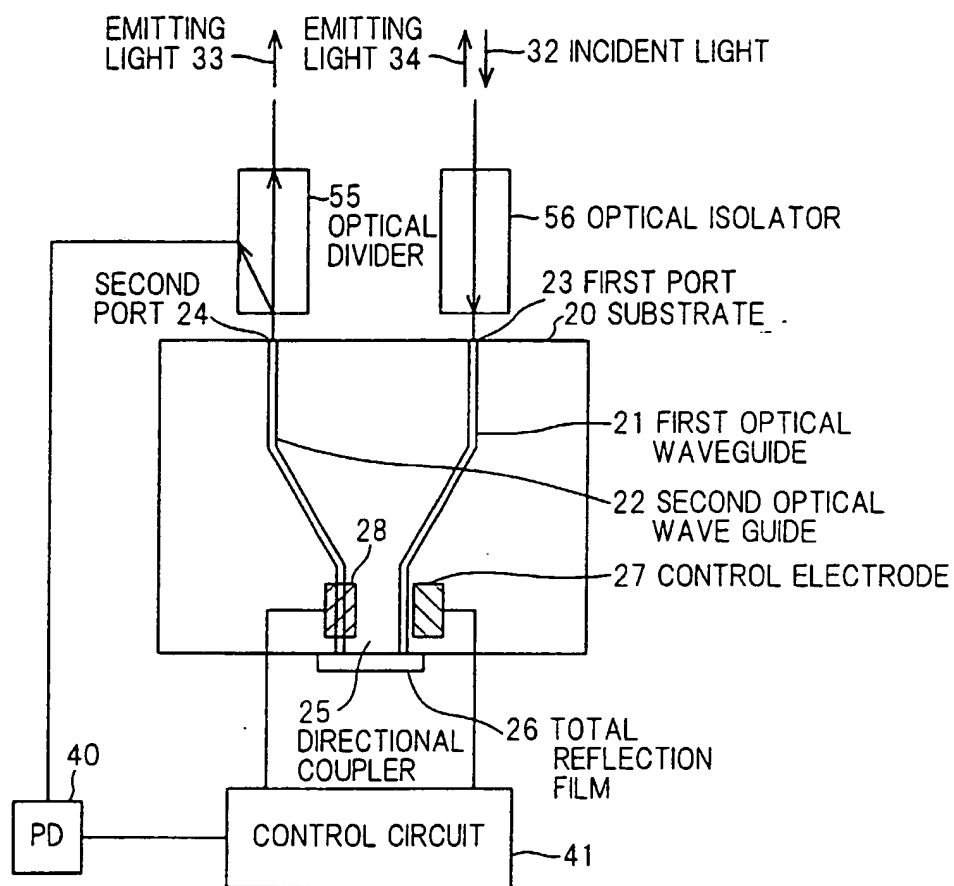 EMITTING
LIGHT 33
EMITTING
LIGHT 34
32 INCIDENT LIGHT
55
OPTICAL
DIVIDER
56 OPTICAL ISOLATOR
SECOND
PORT 24
23 FIRST PORT
20 SUBSTRATE
21 FIRST OPTICAL
WAVEGUIDE
22 SECOND OPTICAL
WAVE GUIDE
28
27 CONTROL ELECTRODE
25
DIRECTIONAL
COUPLER
26 TOTAL
REFLECTION
FILM
40
PD
CONTROL CIRCUIT
41